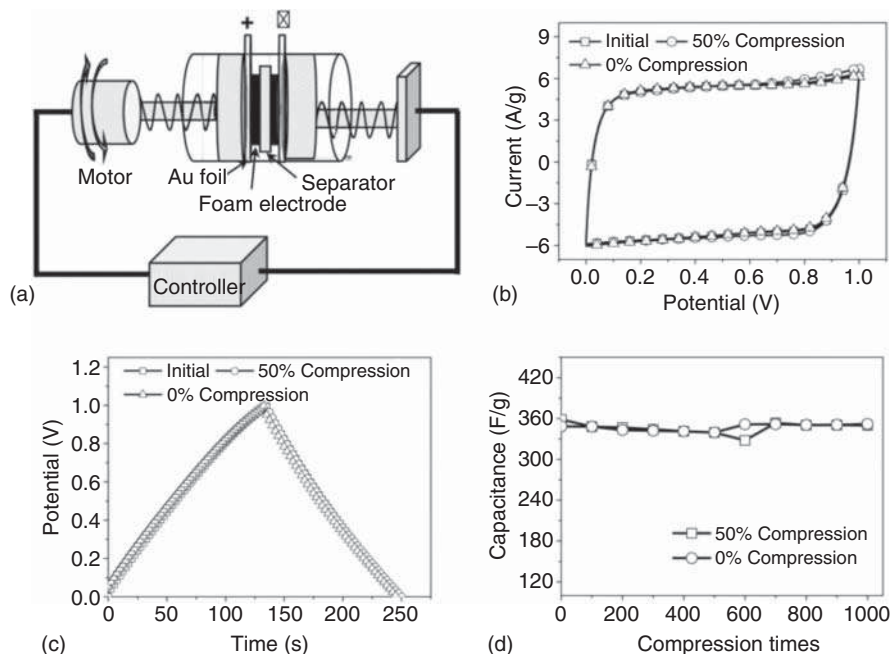 +
Motor
Au foil
Separator
Foam electrode
Controller
(a)
9
6
3
0
−3
−6
Current (A/g)
Initial
50% Compression
0% Compression
0.0 0.2 0.4 0.6 0.8 1.0
Potential (V)
(b)
1.2
1.0
0.8
0.6
0.4
0.2
0.0
Potential (V)
Initial
50% Compression
0% Compression
0 50 100 150 200 250
Time (s)
(c)
420
360
300
240
180
120
Capacitance (F/g)
50% Compression
0% Compression
0 200 400 600 800 1000
Compression times
(d)